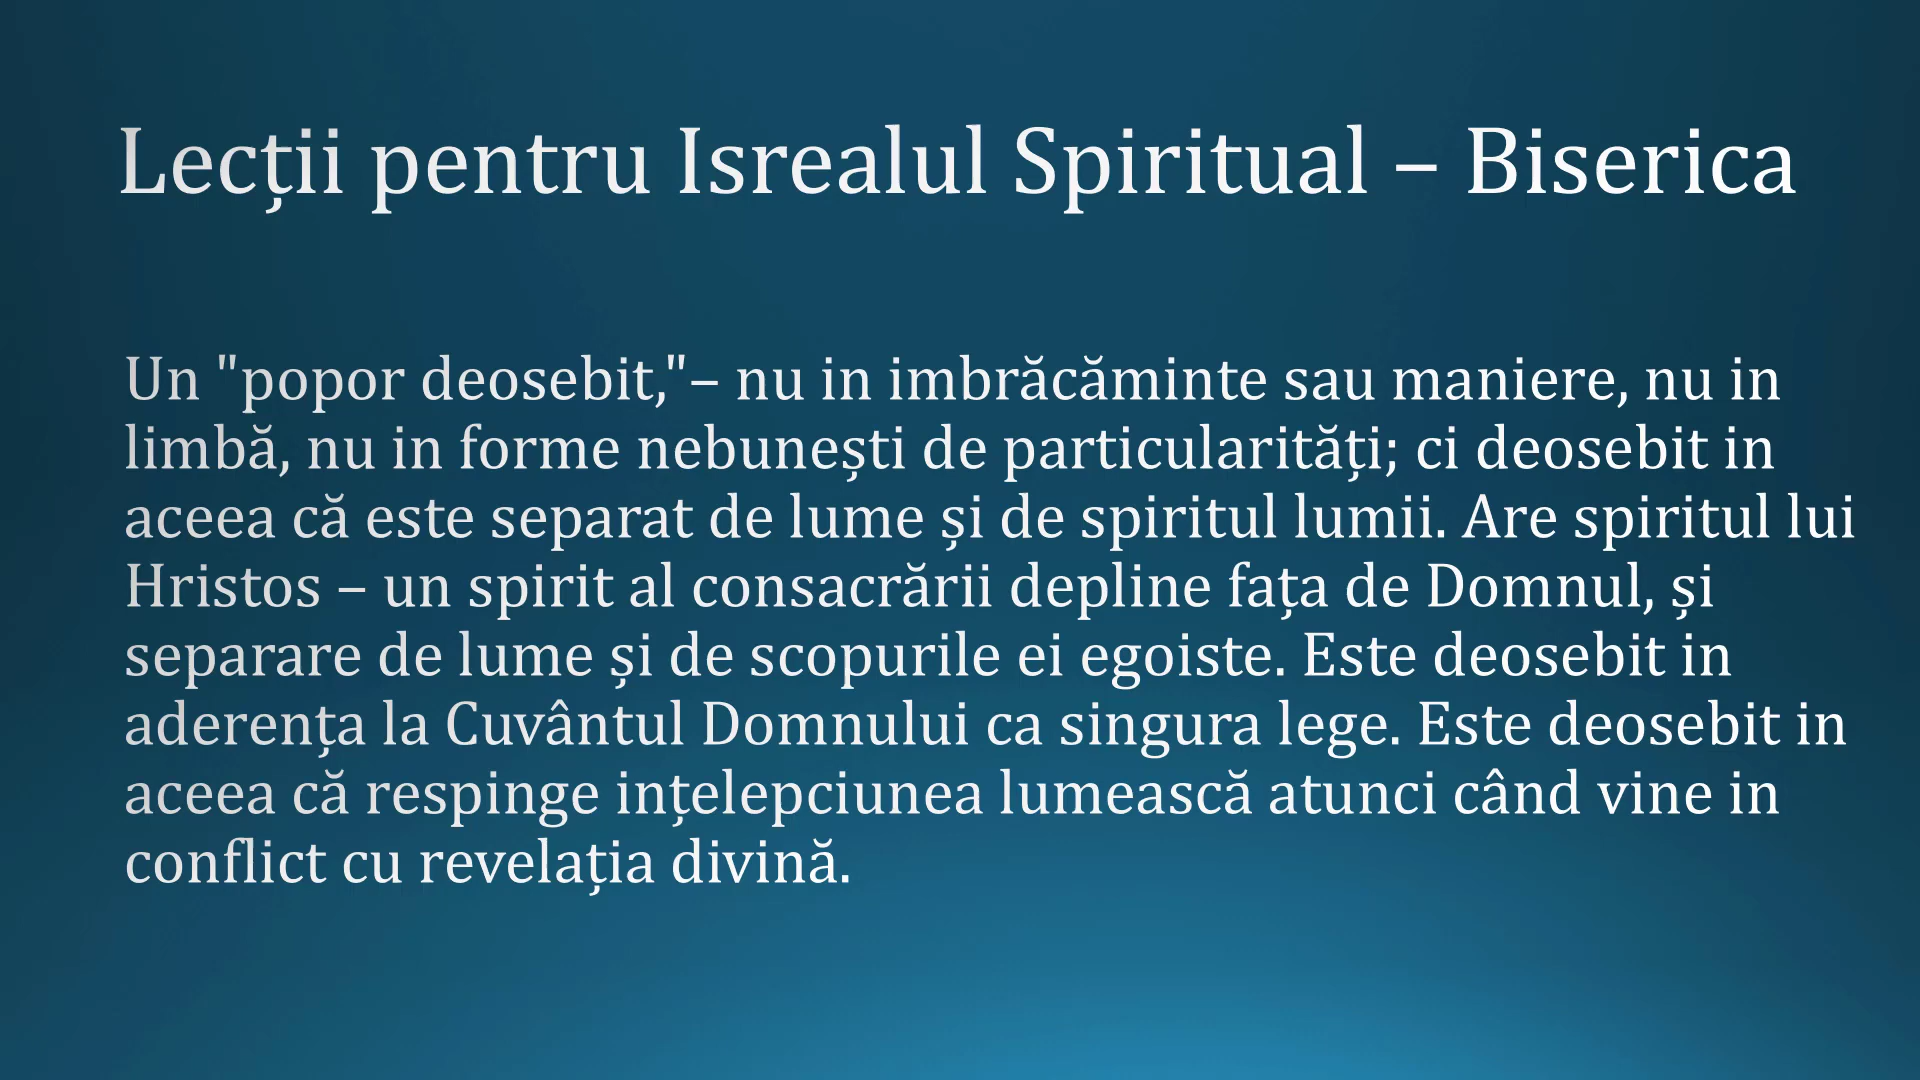 Lecții pentru Isrealul Spiritual – Biserica
Un "popor deosebit,"– nu in imbrăcăminte sau maniere, nu in
limbă, nu in forme nebunești de particularități; ci deosebit in
aceea că este separat de lume și de spiritul lumii. Are spiritul lui
Hristos – un spirit al consacrării depline fața de Domnul, și
separare de lume și de scopurile ei egoiste. Este deosebit in
aderența la Cuvântul Domnului ca singura lege. Este deosebit in
aceea că respinge ințelepciunea lumească atunci când vine in
conflict cu revelația divină.